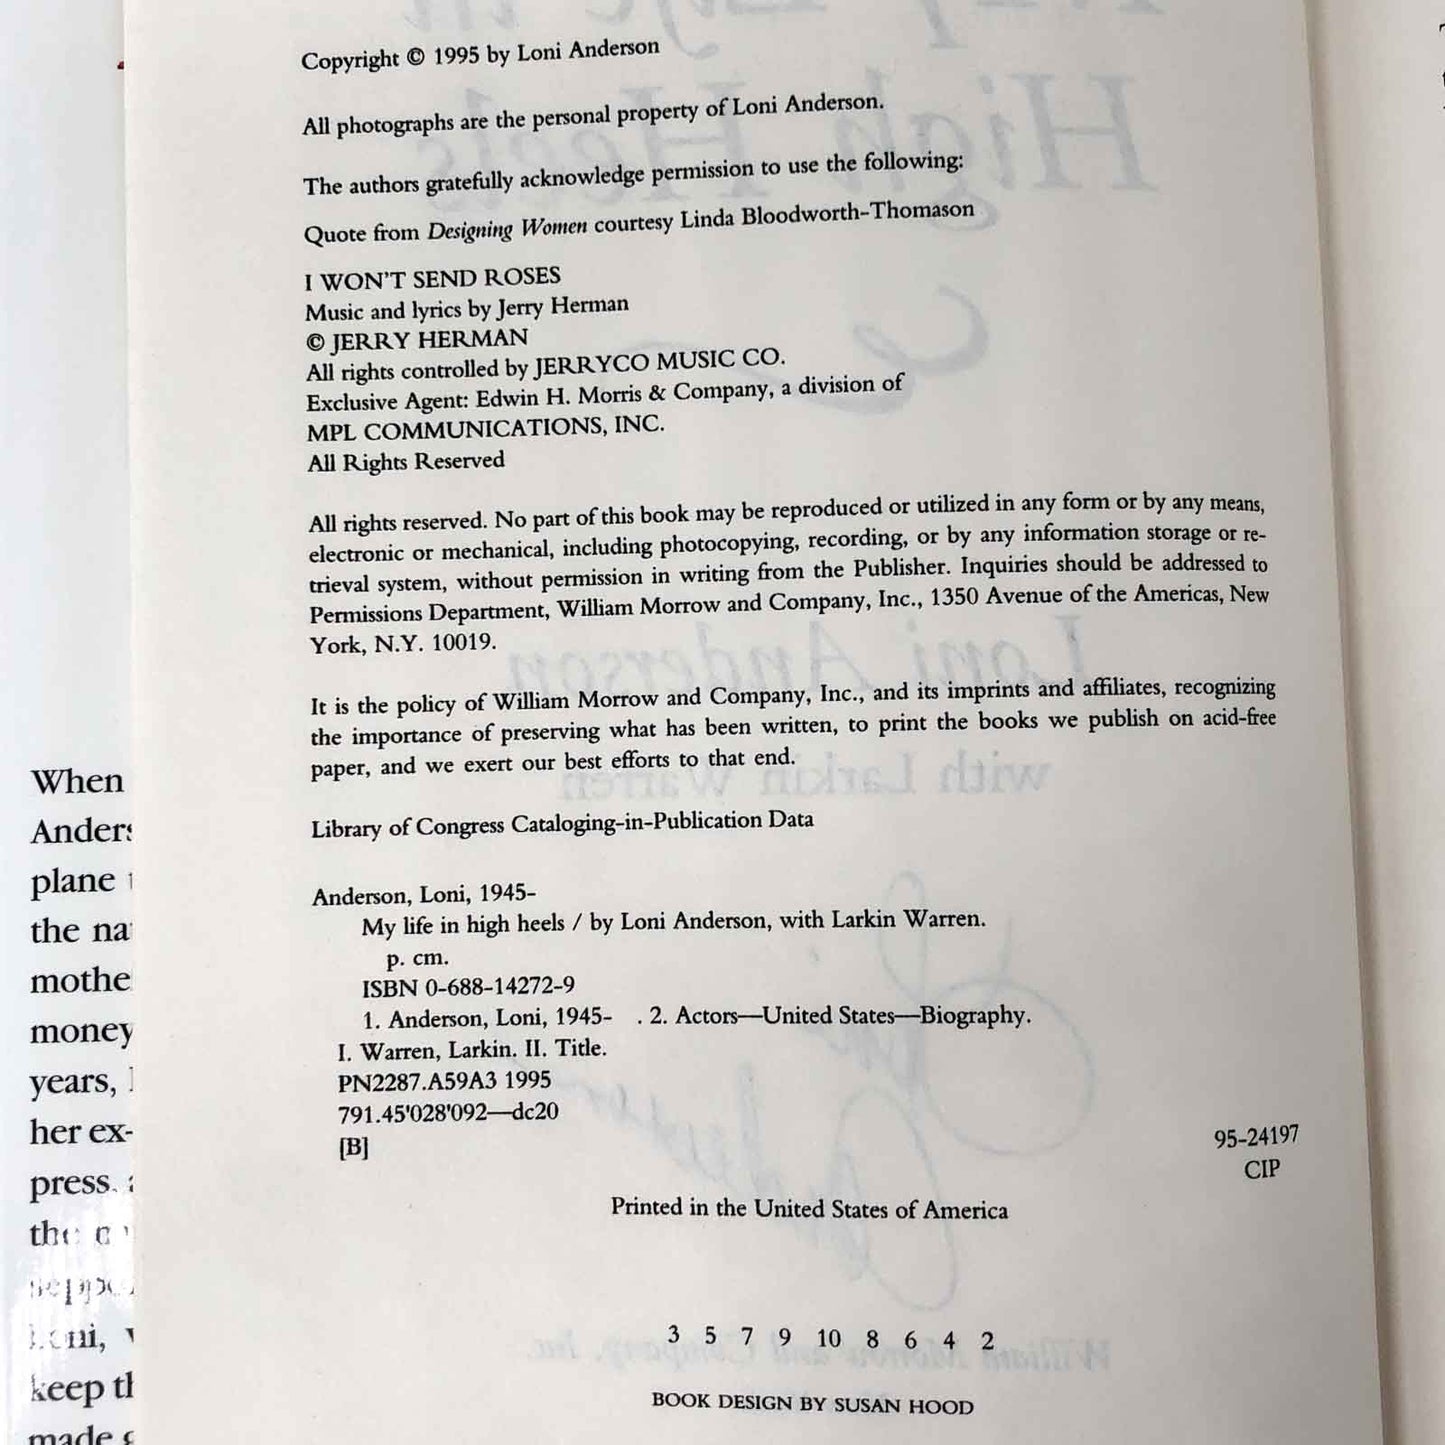 Copyright © 1995 by Loni Anderson
All photographs are the personal property of Loni Anderson.
The authors gratefully acknowledge permission to use the following:
Quote from Designing Women courtesy Linda Bloodworth-Thomason
I WON'T SEND ROSES
Music and lyrics by Jerry Herman
© JERRY HERMAN
All rights controlled by JERRYCO MUSIC CO.
Exclusive Agent: Edwin H. Morris & Company, a division of
MPL COMMUNICATIONS, INC.
All Rights Reserved
All rights reserved. No part of this book may be reproduced or utilized in any form or by any means,
electronic or mechanical, including photocopying, recording, or by any information storage or re-
trieval system, without permission in writing from the Publisher. Inquiries should be addressed to
Permissions Department, William Morrow and Company, Inc., 1350 Avenue of the Americas, New
York, N.Y. 10019.
It is the policy of William Morrow and Company, Inc., and its imprints and affiliates, recognizing
the importance of preserving what has been written, to print the books we publish on acid-free
paper, and we exert our best efforts to that end.
Library of Congress Cataloging-in-Publication Data
Anderson, Loni, 1945-
My life in high heels / by Loni Anderson, with Larkin Warren.
p. cm.
ISBN 0-688-14272-9
1. Anderson, Loni, 1945- . 2. Actors—United States—Biography.
I. Warren, Larkin. II. Title.
PN2287.A59A3 1995
791.45'028'092—dc20
[B]
95-24197
CIP
Printed in the United States of America
3 5 7 9 10 8 6 4 2
BOOK DESIGN BY SUSAN HOOD
When
Anders
plane
the na
mothe
money
years,
her ex-
press,
the
Loni,
keep th
made